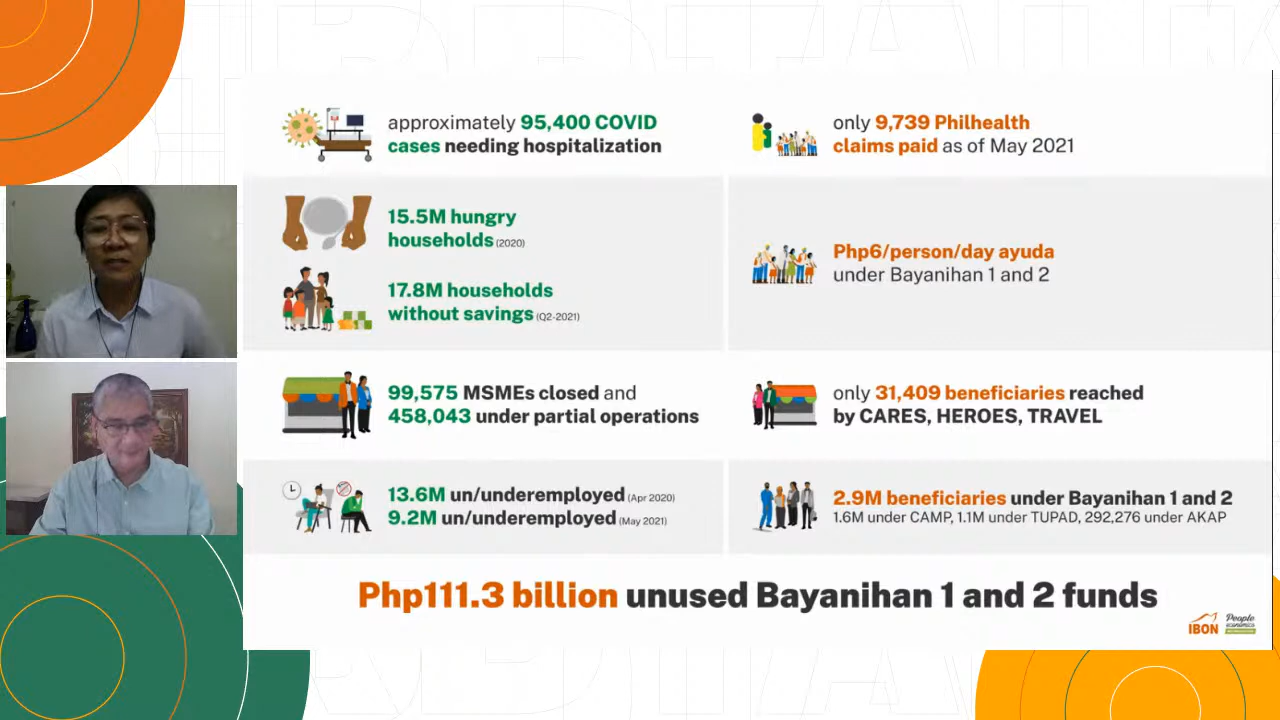 approximately 95,400 COVID
cases needing hospitalization
only 9,739 Philhealth
claims paid as of May 2021
15.5M hungry
households (2020)
17.8M households
without savings (Q2-2021)
Php6/person/day ayuda
under Bayanihan 1 and 2
99,575 MSMEs closed and
458,043 under partial operations
only 31,409 beneficiaries reached
by CARES, HEROES, TRAVEL
13.6M un/underemployed (Apr 2020)
9.2M un/underemployed (May 2021)
2.9M beneficiaries under Bayanihan 1 and 2
1.6M under CAMP, 1.1M under TUPAD, 292,276 under AKAP
Php111.3 billion unused Bayanihan 1 and 2 funds
IBON
People
economics